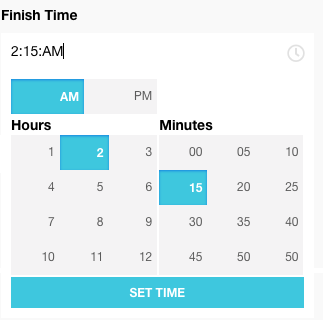 Finish Time
2:15:AM
AM PM
Hours Minutes
1 2 3 00 05 10
4 5 6 15 20 25
7 8 9 30 35 40
10 11 12 45 50 50
SET TIME